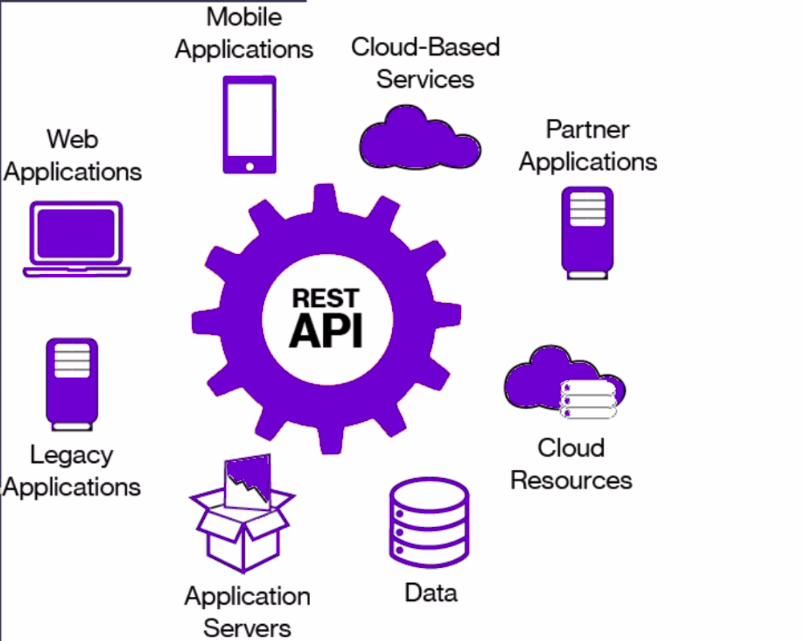 Mobile
Applications
Cloud-Based
Services
Partner
Applications
Web
Applications
REST
API
Legacy
Applications
Cloud
Resources
Application
Servers
Data